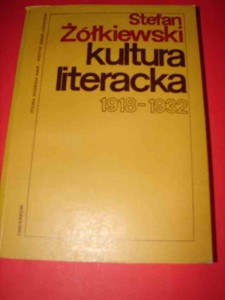 Stefan
Żółkiewski
kultura
literacka
1918-1932